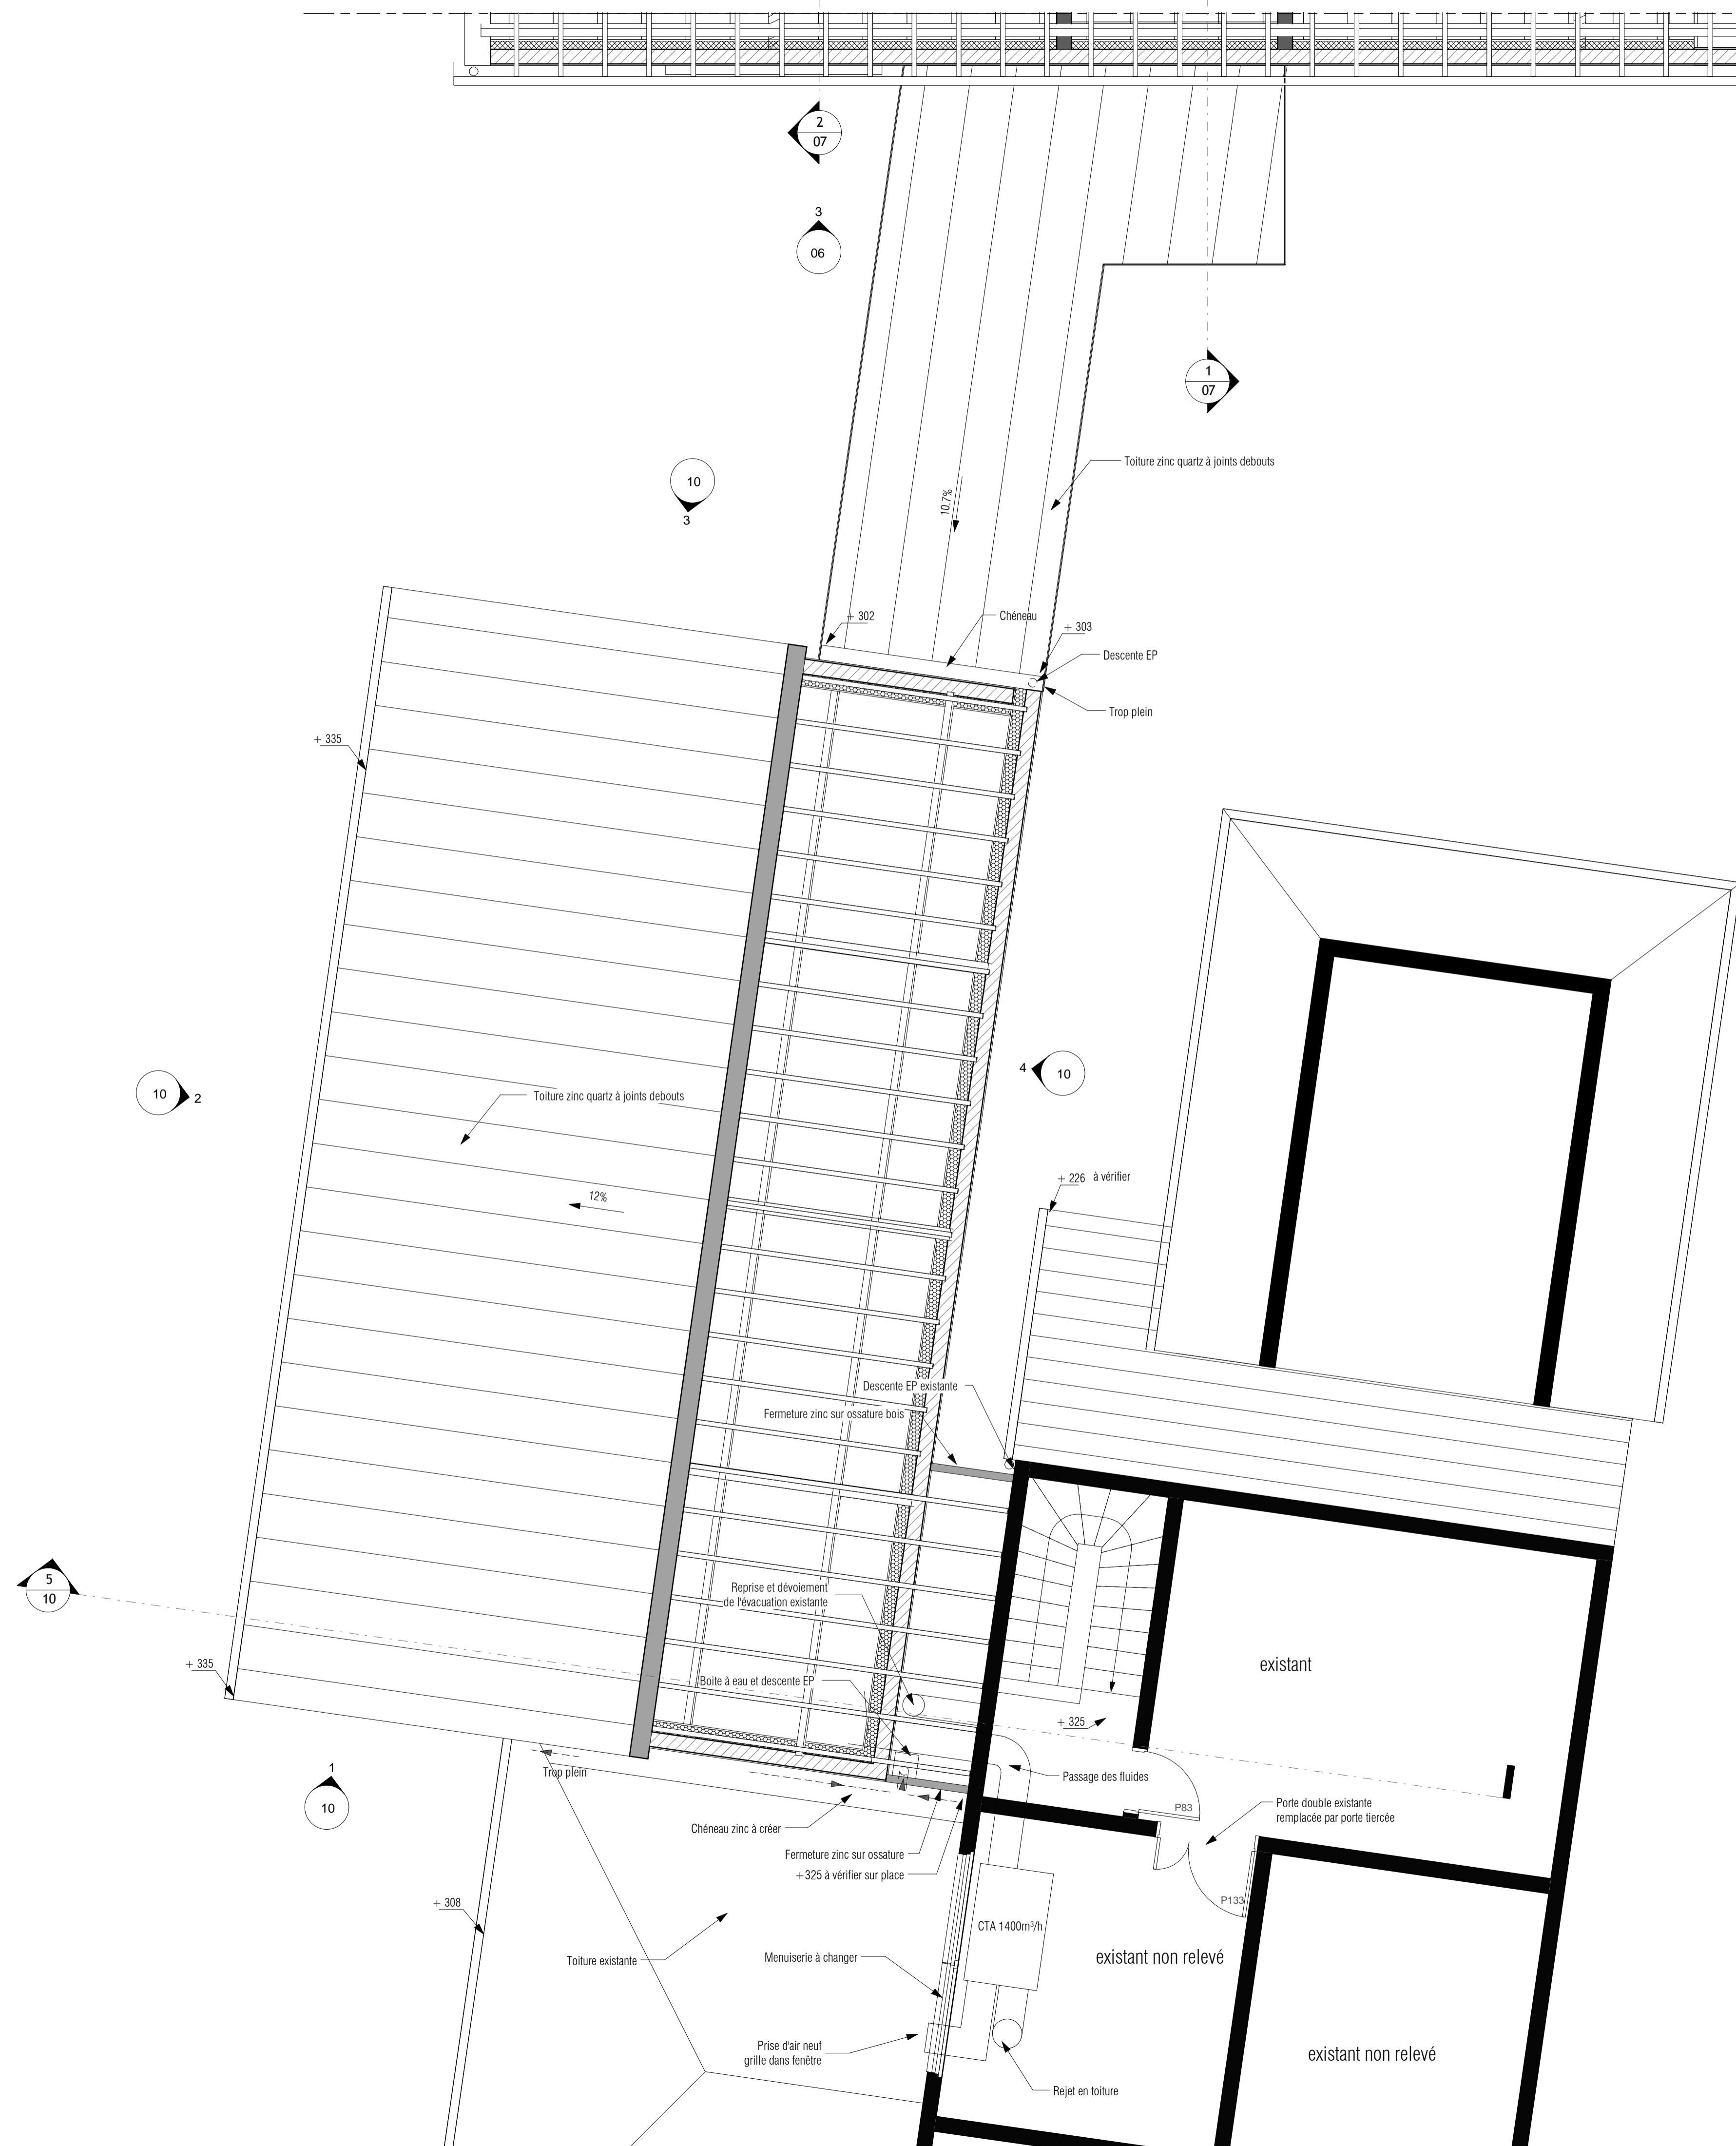 2
07
3
06
1
07
Toiture zinc quartz à joints debouts
10
3
10.7%
+ 302
Chéneau
+ 303
Descente EP
Trop plein
+ 335
10
2
4
10
Toiture zinc quartz à joints debouts
+ 226 à vérifier
12%
Descente EP existante
Fermeture zinc sur ossature bois
5
10
Reprise et dévoiement
de l'évacuation existante
existant
+ 335
Boite à eau et descente EP
+ 325
1
10
Trop plein
Passage des fluides
P83
Porte double existante
remplacée par porte tiercée
Chéneau zinc à créer
Fermeture zinc sur ossature
+325 à vérifier sur place
+ 308
P133
CTA 1400m³/h
Toiture existante
Menuiserie à changer
existant non relevé
Prise d'air neuf
grille dans fenêtre
existant non relevé
Rejet en toiture